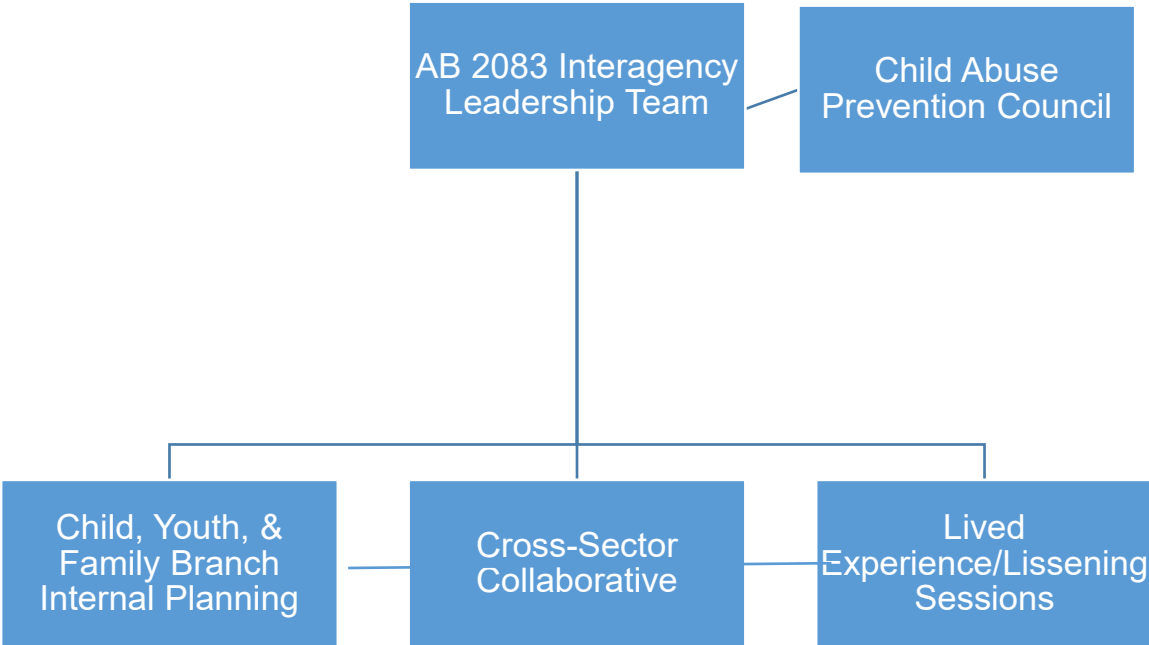 AB 2083 Interagency
Leadership Team
Child Abuse
Prevention Council
Child, Youth, &
Family Branch
Internal Planning
Cross-Sector
Collaborative
Lived
Experience/Lissening
Sessions